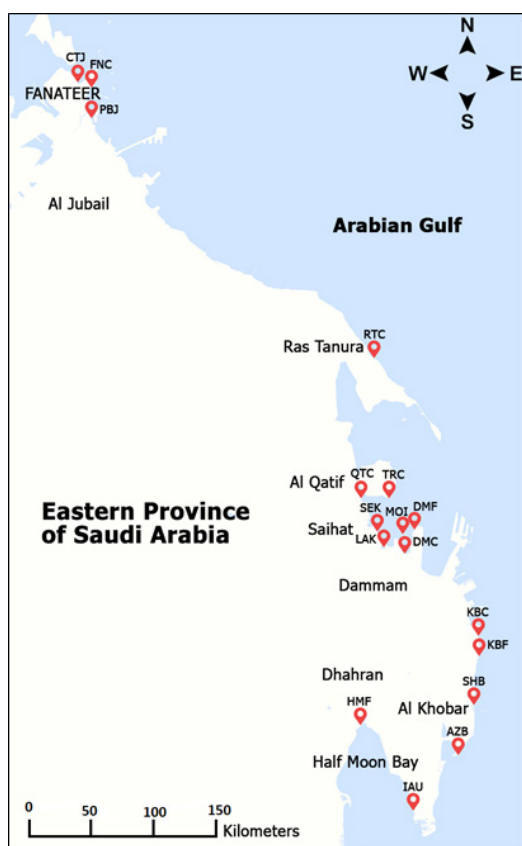 N
W
E
S
CTJ
FNC
FANATEER
PBJ
Al Jubail
Arabian Gulf
RTC
Ras Tanura
QTC
TRC
Al Qatif
Eastern Province
of Saudi Arabia
SEK
MOI
DMF
Saihat
LAK
DMC
Dammam
KBC
KBF
Dhahran
SHB
HMF
Al Khobar
AZB
Half Moon Bay
IAU
0
50
100
150
Kilometers